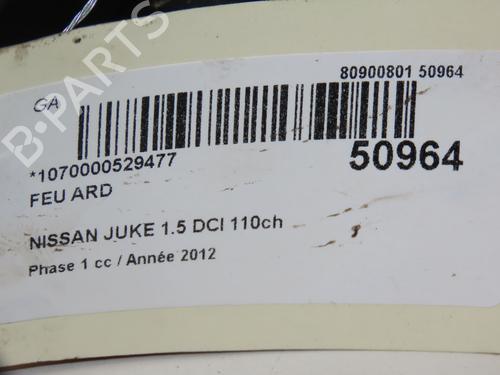 80900801 50964
GA
*1070000529477
50964
FEU ARD
NISSAN JUKE 1.5 DCI 110ch
Phase 1 cc / Année 2012
B-PARTS